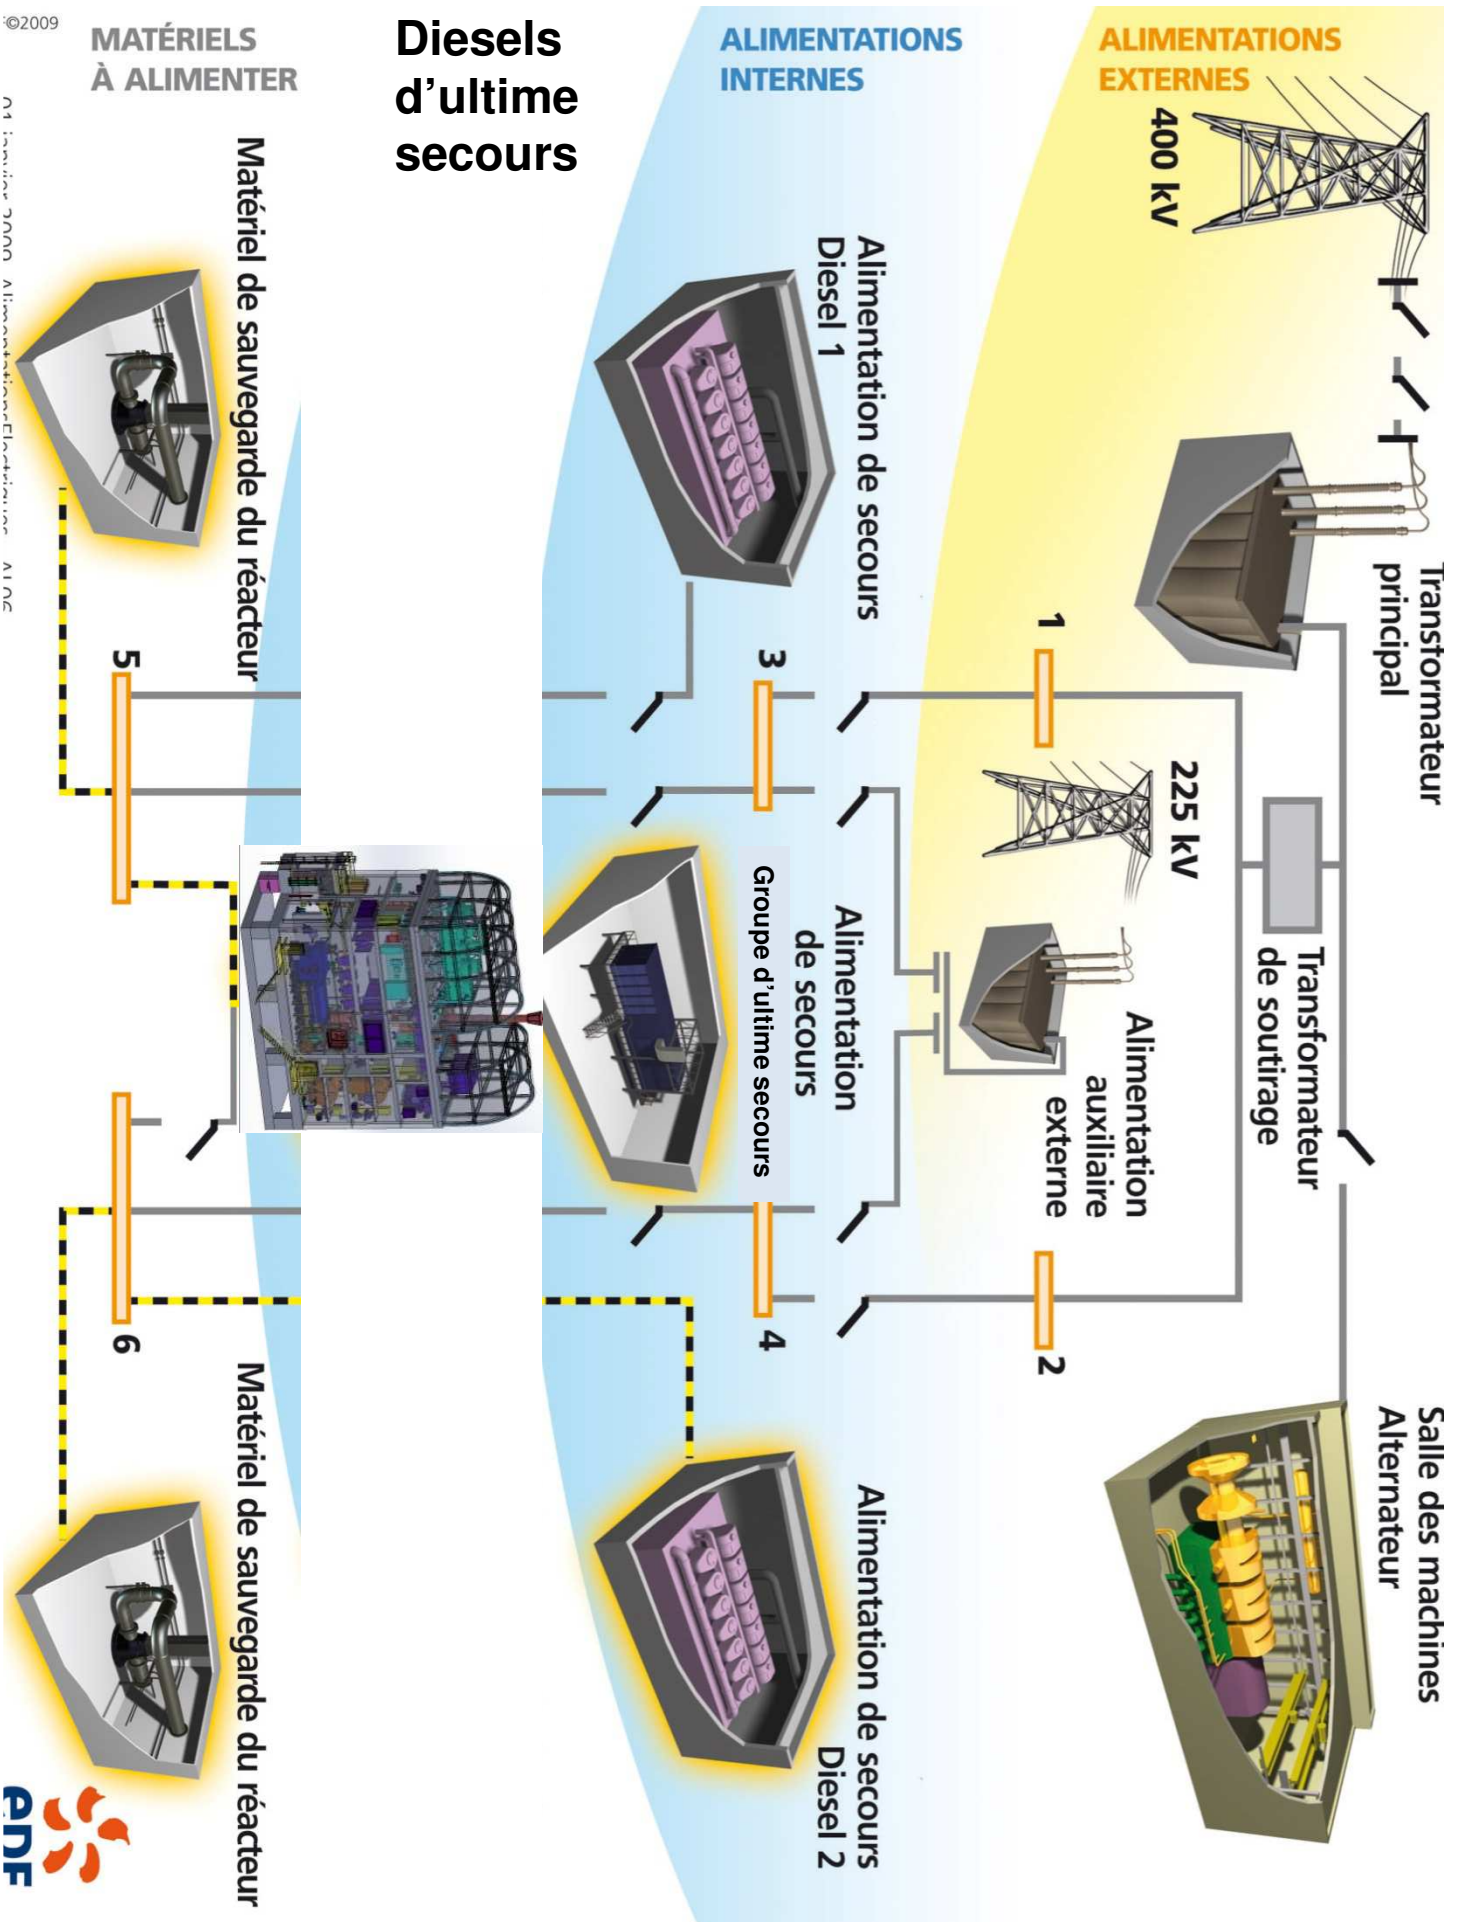 ©2009
MATÉRIELS
À ALIMENTER
Diesels
d’ultime
secours
ALIMENTATIONS
INTERNES
ALIMENTATIONS
EXTERNES
400 kV
Transformateur
principal
Salle des machines
Alternateur
Transformateur
de soutirage
225 kV
Alimentation
auxiliaire
externe
1
2
Alimentation de secours
Diesel 1
Alimentation
de secours
Groupe d’ultime secours
Alimentation de secours
Diesel 2
3
4
Matériel de sauvegarde du réacteur
5
6
Matériel de sauvegarde du réacteur
eDF